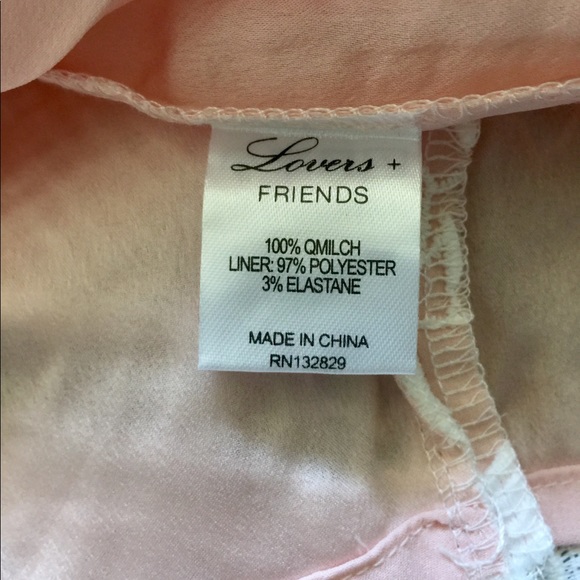 Lovers +
FRIENDS
100% QMILCH
LINER: 97% POLYESTER
3% ELASTANE
MADE IN CHINA
RN132829